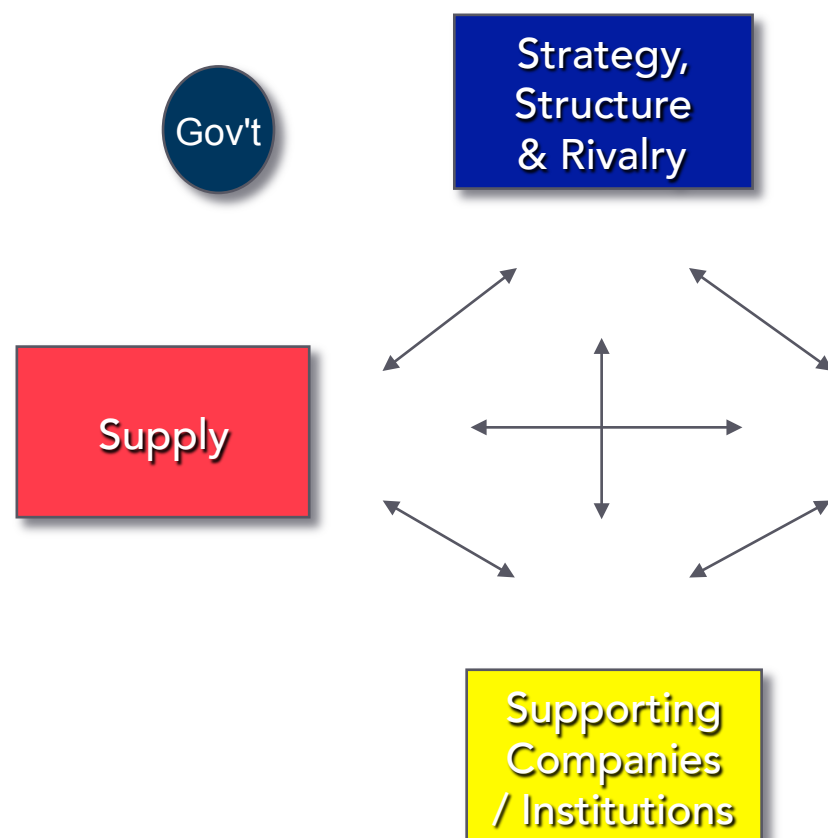 Gov't
Strategy,
Structure
& Rivalry
Supply
Supporting
Companies
/ Institutions